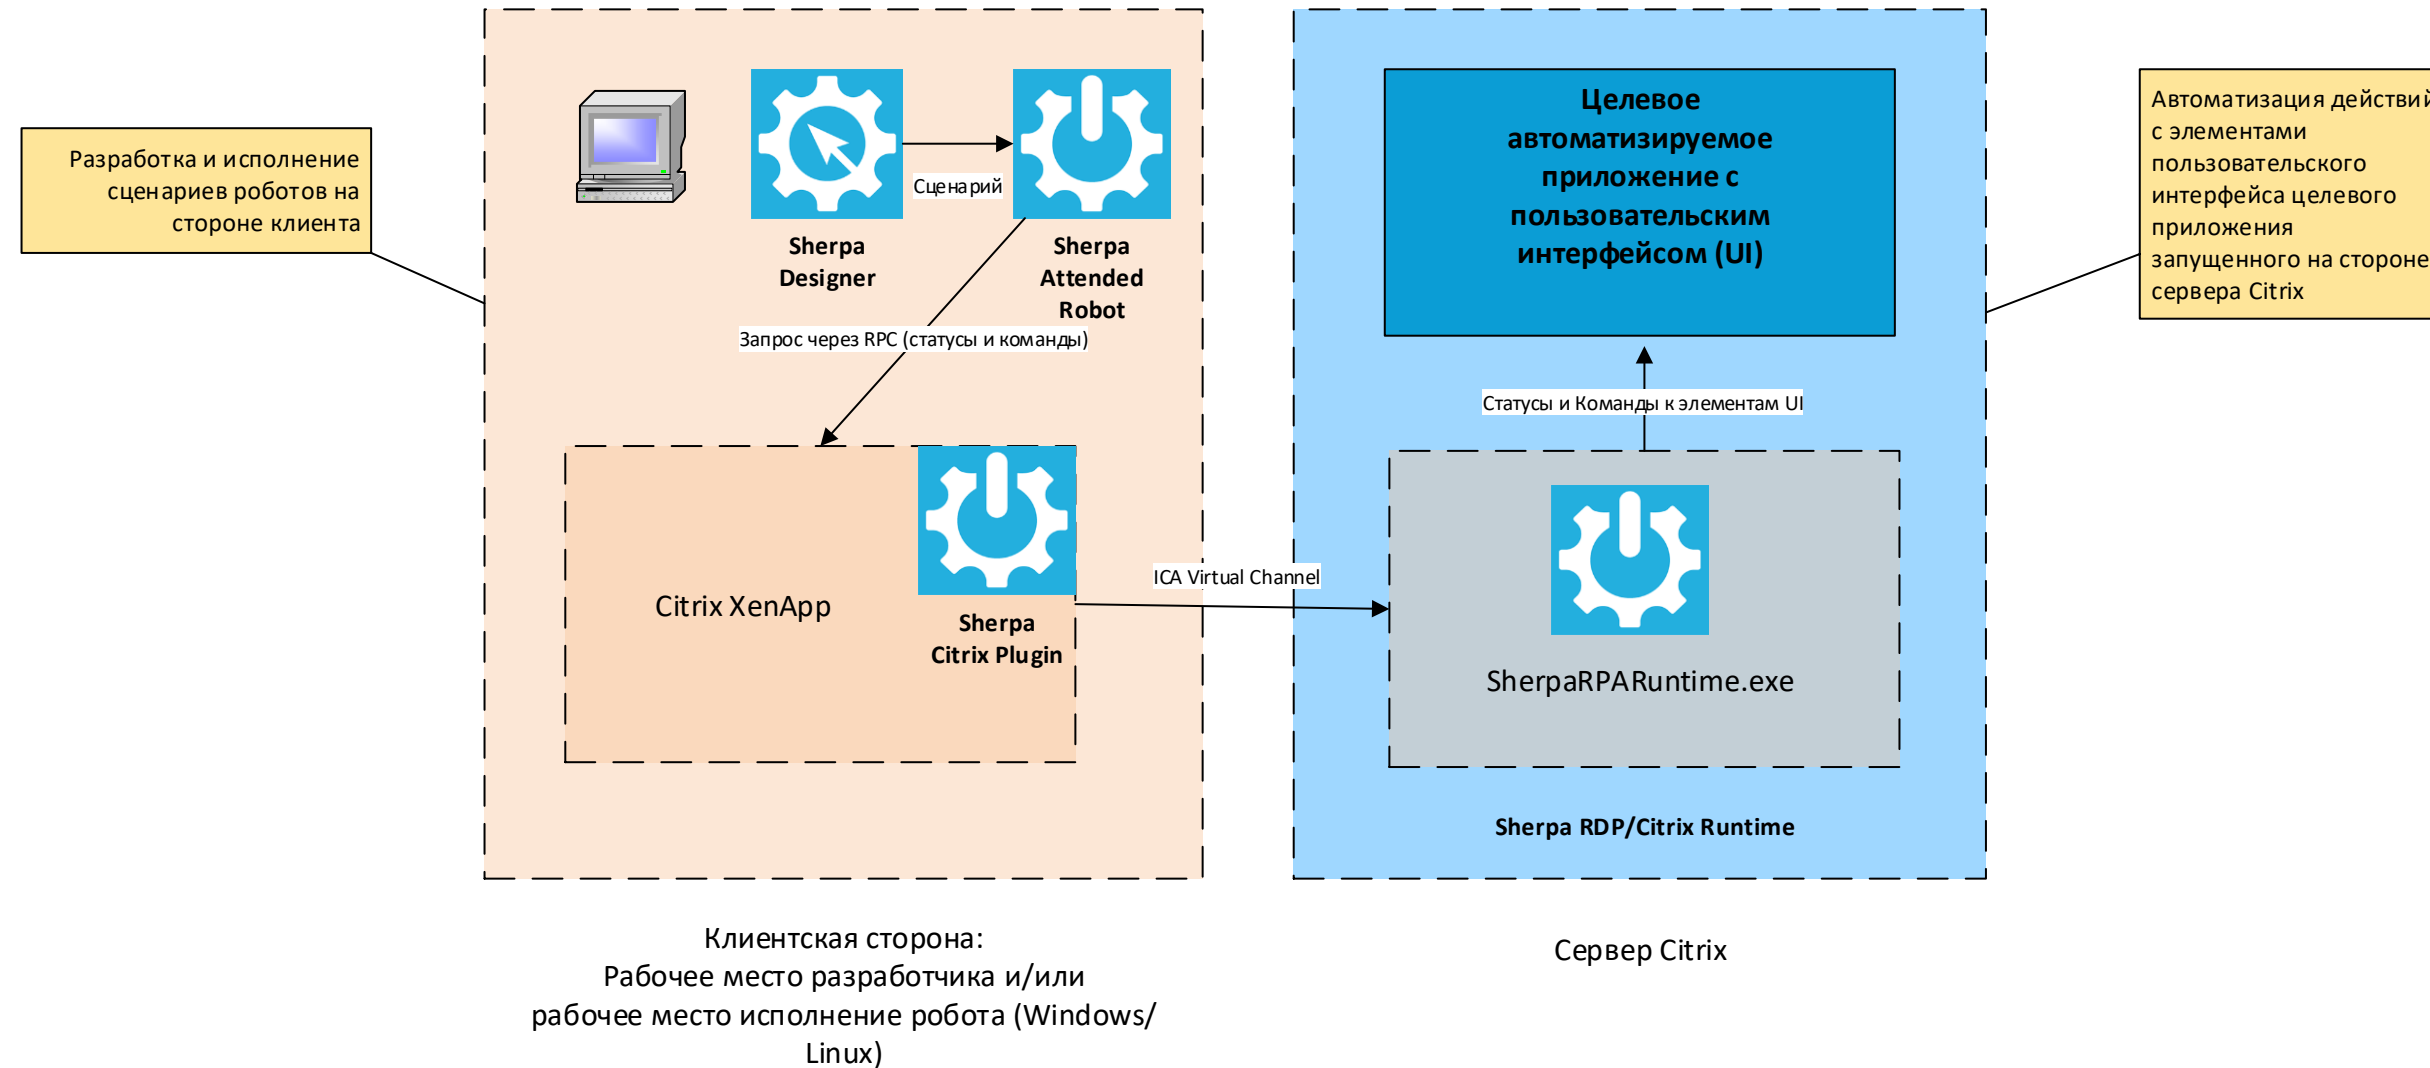 Разработка и исполнение
сценариев роботов на
стороне клиента
Сценарий
Sherpa
Designer
Sherpa
Attended
Robot
Запрос через RPC (статусы и команды)
Citrix XenApp
Sherpa
Citrix Plugin
ICA Virtual Channel
Целевое
автоматизируемое
приложение с
пользовательским
интерфейсом (UI)
Статусы и Команды к элементам UI
SherpaRPARuntime.exe
Sherpa RDP/Citrix Runtime
Автоматизация действий
с элементами
пользовательского
интерфейса целевого
приложения
запущенного на стороне
сервера Citrix
Клиентская сторона:
Рабочее место разработчика и/или
рабочее место исполнение робота (Windows/
Linux)
Сервер Citrix